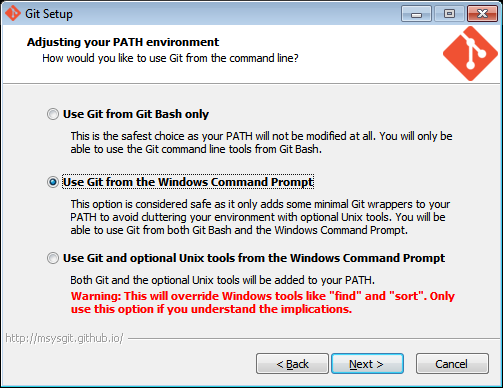 Git Setup
Adjusting your PATH environment
How would you like to use Git from the command line?
Use Git from Git Bash only
This is the safest choice as your PATH will not be modified at all. You will only be
able to use the Git command line tools from Git Bash.
Use Git from the Windows Command Prompt
This option is considered safe as it only adds some minimal Git wrappers to your
PATH to avoid cluttering your environment with optional Unix tools. You will be
able to use Git from both Git Bash and the Windows Command Prompt.
Use Git and optional Unix tools from the Windows Command Prompt
Both Git and the optional Unix tools will be added to your PATH.
Warning: This will override Windows tools like "find" and "sort". Only
use this option if you understand the implications.
http://msysgit.github.io/
< Back Next > Cancel